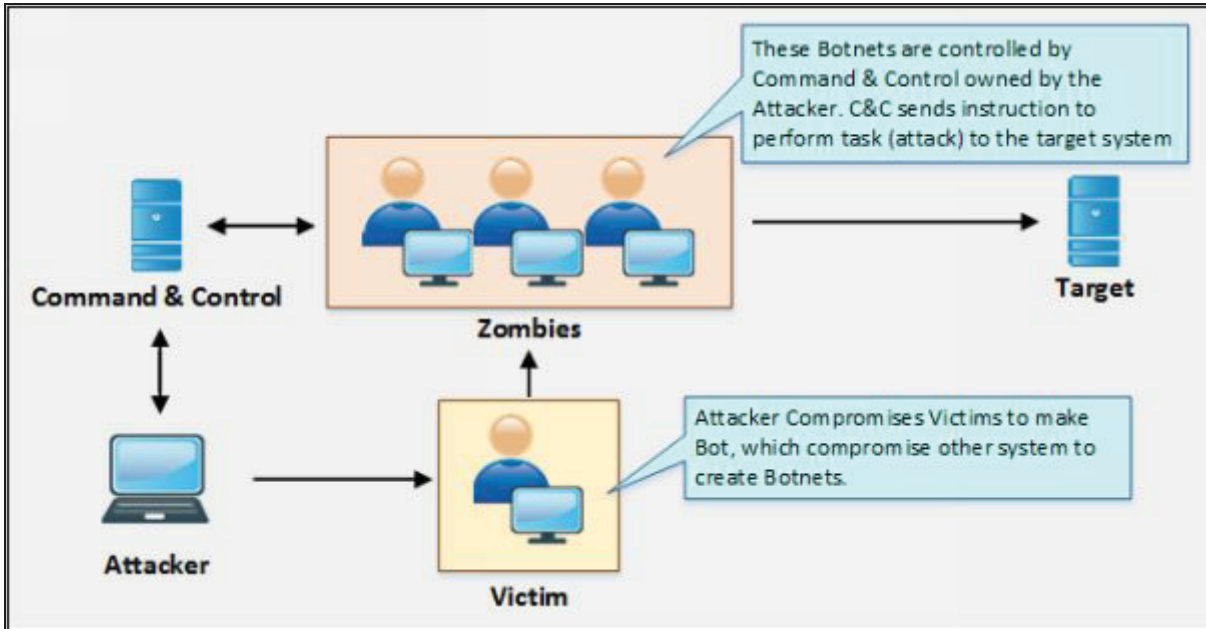 These Botnets are controlled by
Command & Control owned by the
Attacker. C&C sends instruction to
perform task (attack) to the target system
Command & Control
Zombies
Target
Attacker Compromises Victims to make
Bot, which compromise other system to
create Botnets.
Attacker
Victim